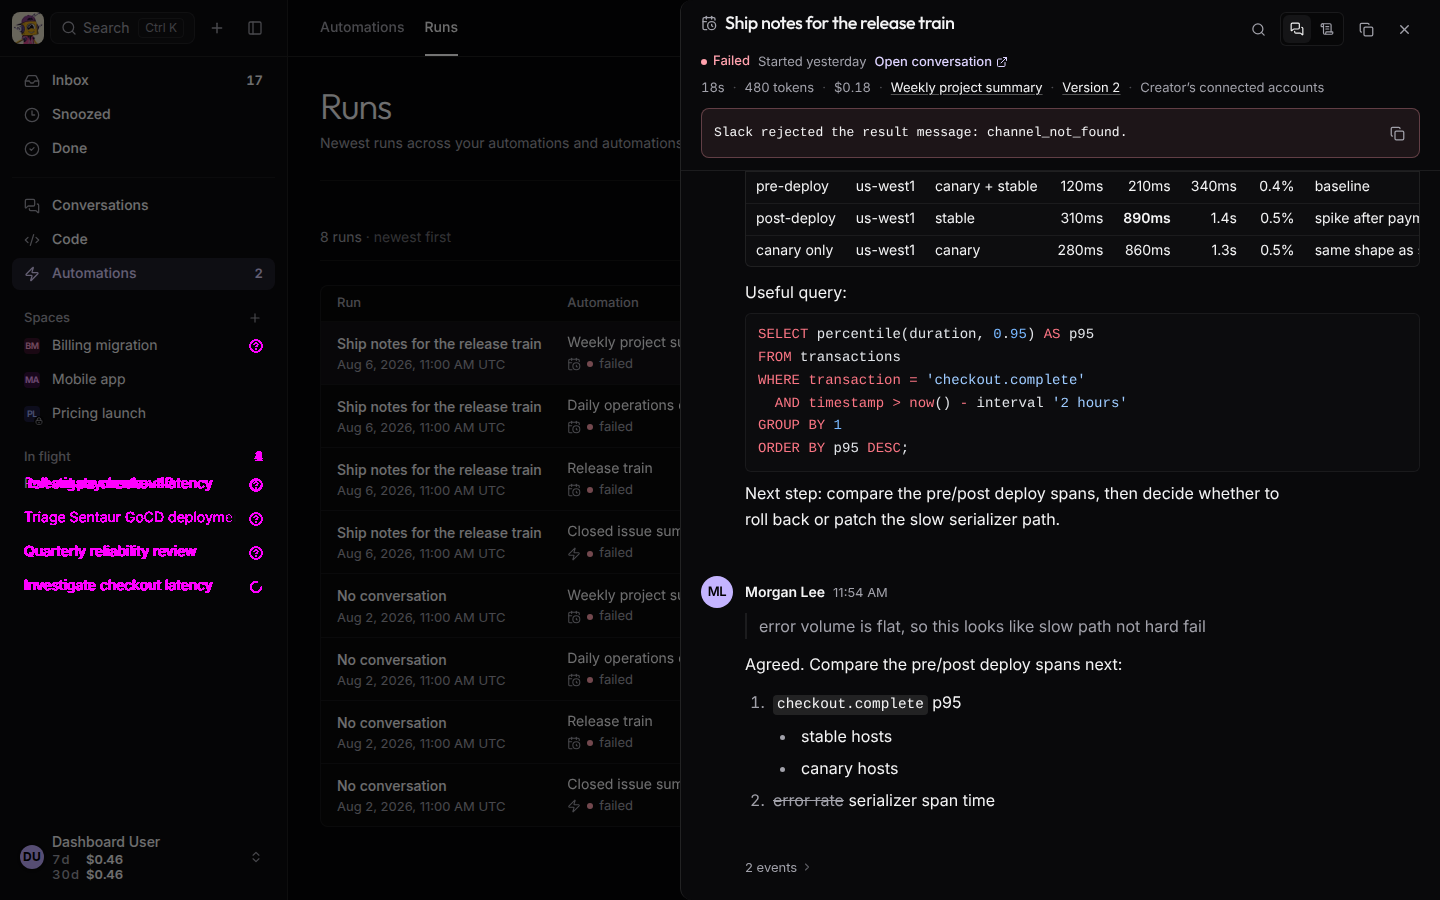 Search Ctrl K
Inbox 17
Snoozed
Done
Conversations
Code
Automations 2
Spaces
BM Billing migration
MA Mobile app
PL Pricing launch
In flight
Triage Sentaur GoCD deployme
Quarterly reliability review
Investigate checkout latency
DU Dashboard User
7d $0.46
30d $0.46
Automations Runs
Runs
Newest runs across your automations and automations
8 runs · newest first
Run Automation
Ship notes for the release train Weekly project su
Aug 6, 2026, 11:00 AM UTC failed
Ship notes for the release train Daily operations
Aug 6, 2026, 11:00 AM UTC failed
Ship notes for the release train Release train
Aug 6, 2026, 11:00 AM UTC failed
Ship notes for the release train Closed issue sum
Aug 6, 2026, 11:00 AM UTC failed
No conversation Weekly project su
Aug 2, 2026, 11:00 AM UTC failed
No conversation Daily operations
Aug 2, 2026, 11:00 AM UTC failed
No conversation Release train
Aug 2, 2026, 11:00 AM UTC failed
No conversation Closed issue sum
Aug 2, 2026, 11:00 AM UTC failed
Ship notes for the release train
Failed Started yesterday Open conversation
18s · 480 tokens · $0.18 · Weekly project summary · Version 2 · Creator's connected accounts
Slack rejected the result message: channel_not_found.
pre-deploy us-west1 canary + stable 120ms 210ms 340ms 0.4% baseline
post-deploy us-west1 stable 310ms 890ms 1.4s 0.5% spike after paym
canary only us-west1 canary 280ms 860ms 1.3s 0.5% same shape as
Useful query:
SELECT percentile(duration, 0.95) AS p95
FROM transactions
WHERE transaction = 'checkout.complete'
  AND timestamp > now() - interval '2 hours'
GROUP BY 1
ORDER BY p95 DESC;
Next step: compare the pre/post deploy spans, then decide whether to
roll back or patch the slow serializer path.
ML Morgan Lee 11:54 AM
error volume is flat, so this looks like slow path not hard fail
Agreed. Compare the pre/post deploy spans next:
1. checkout.complete p95
• stable hosts
• canary hosts
2. error rate serializer span time
2 events